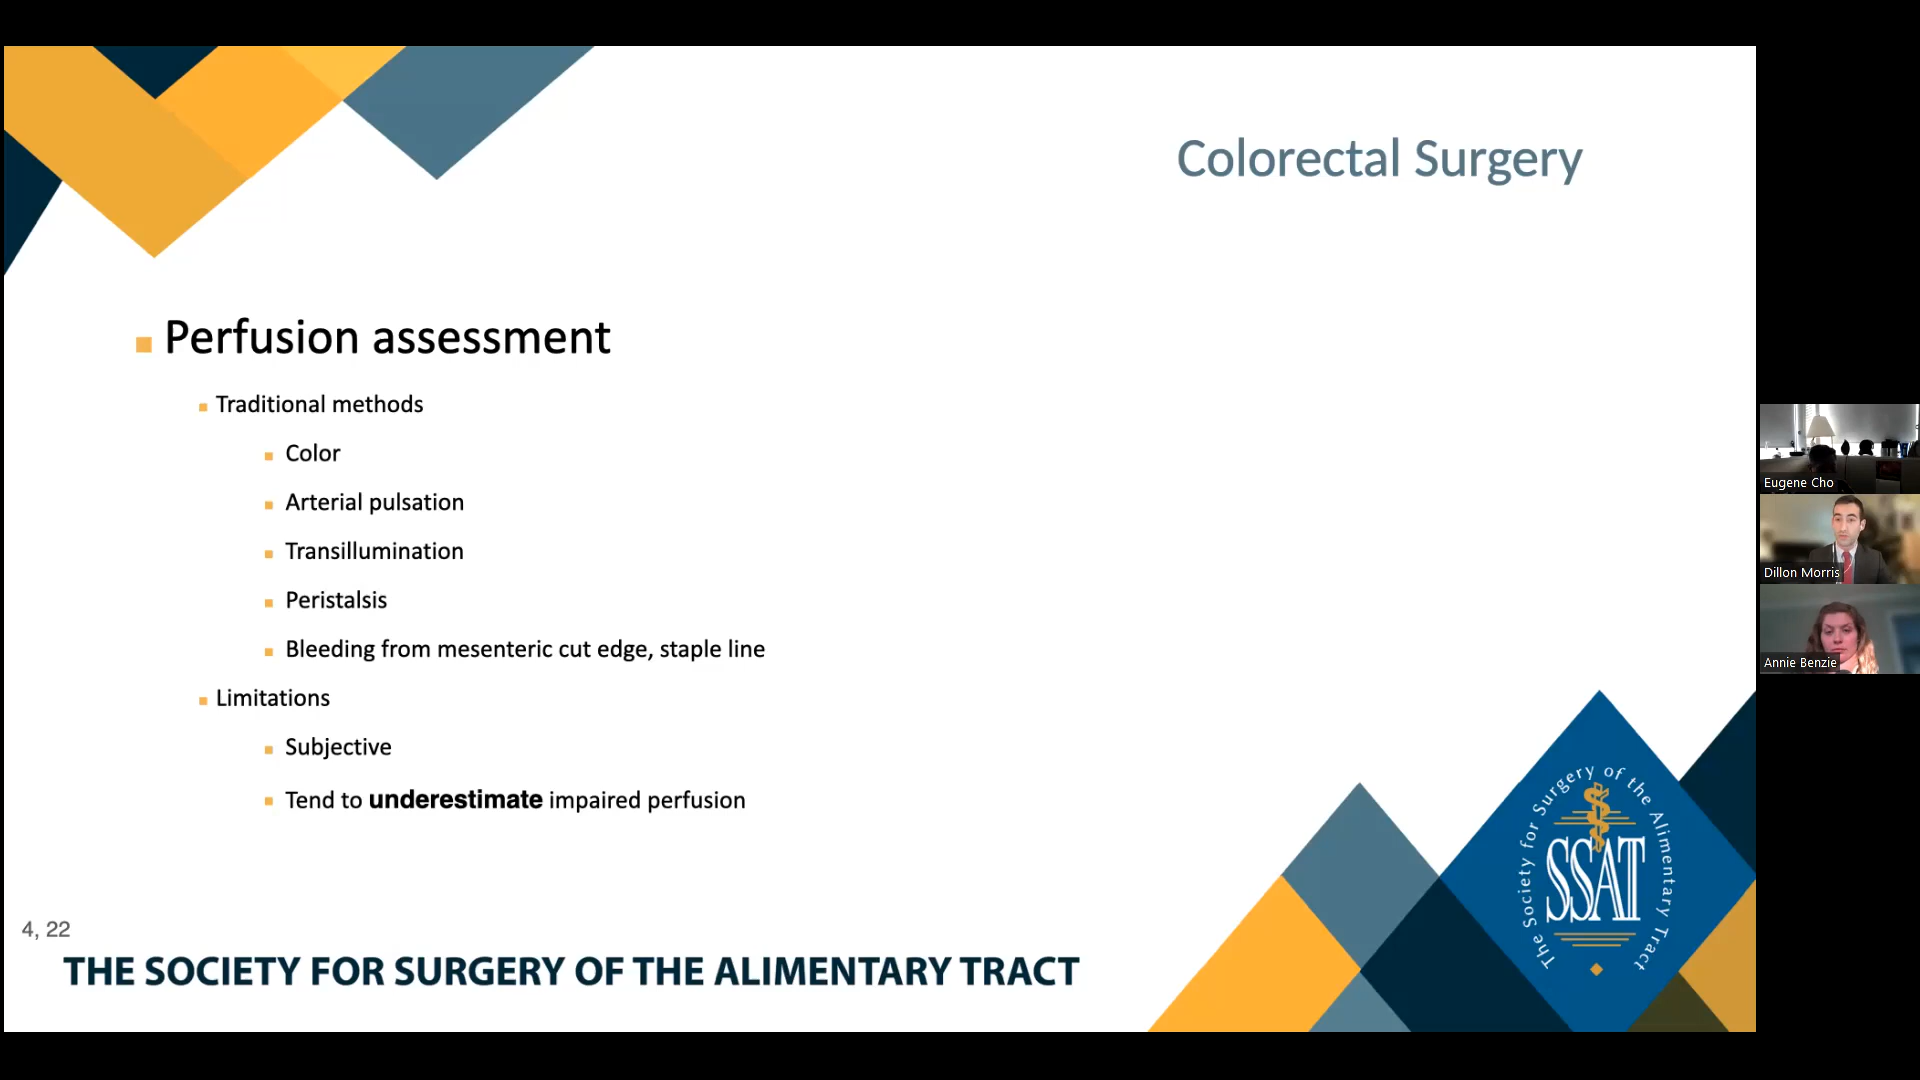 Colorectal Surgery
Perfusion assessment
Traditional methods
Color
Arterial pulsation
Transillumination
Peristalsis
Bleeding from mesenteric cut edge, staple line
Limitations
Subjective
Tend to underestimate impaired perfusion
4, 22
THE SOCIETY FOR SURGERY OF THE ALIMENTARY TRACT
The Society for Surgery of the Alimentary Tract
SSAT
Eugene Cho
Dillon Morris
Annie Benzie